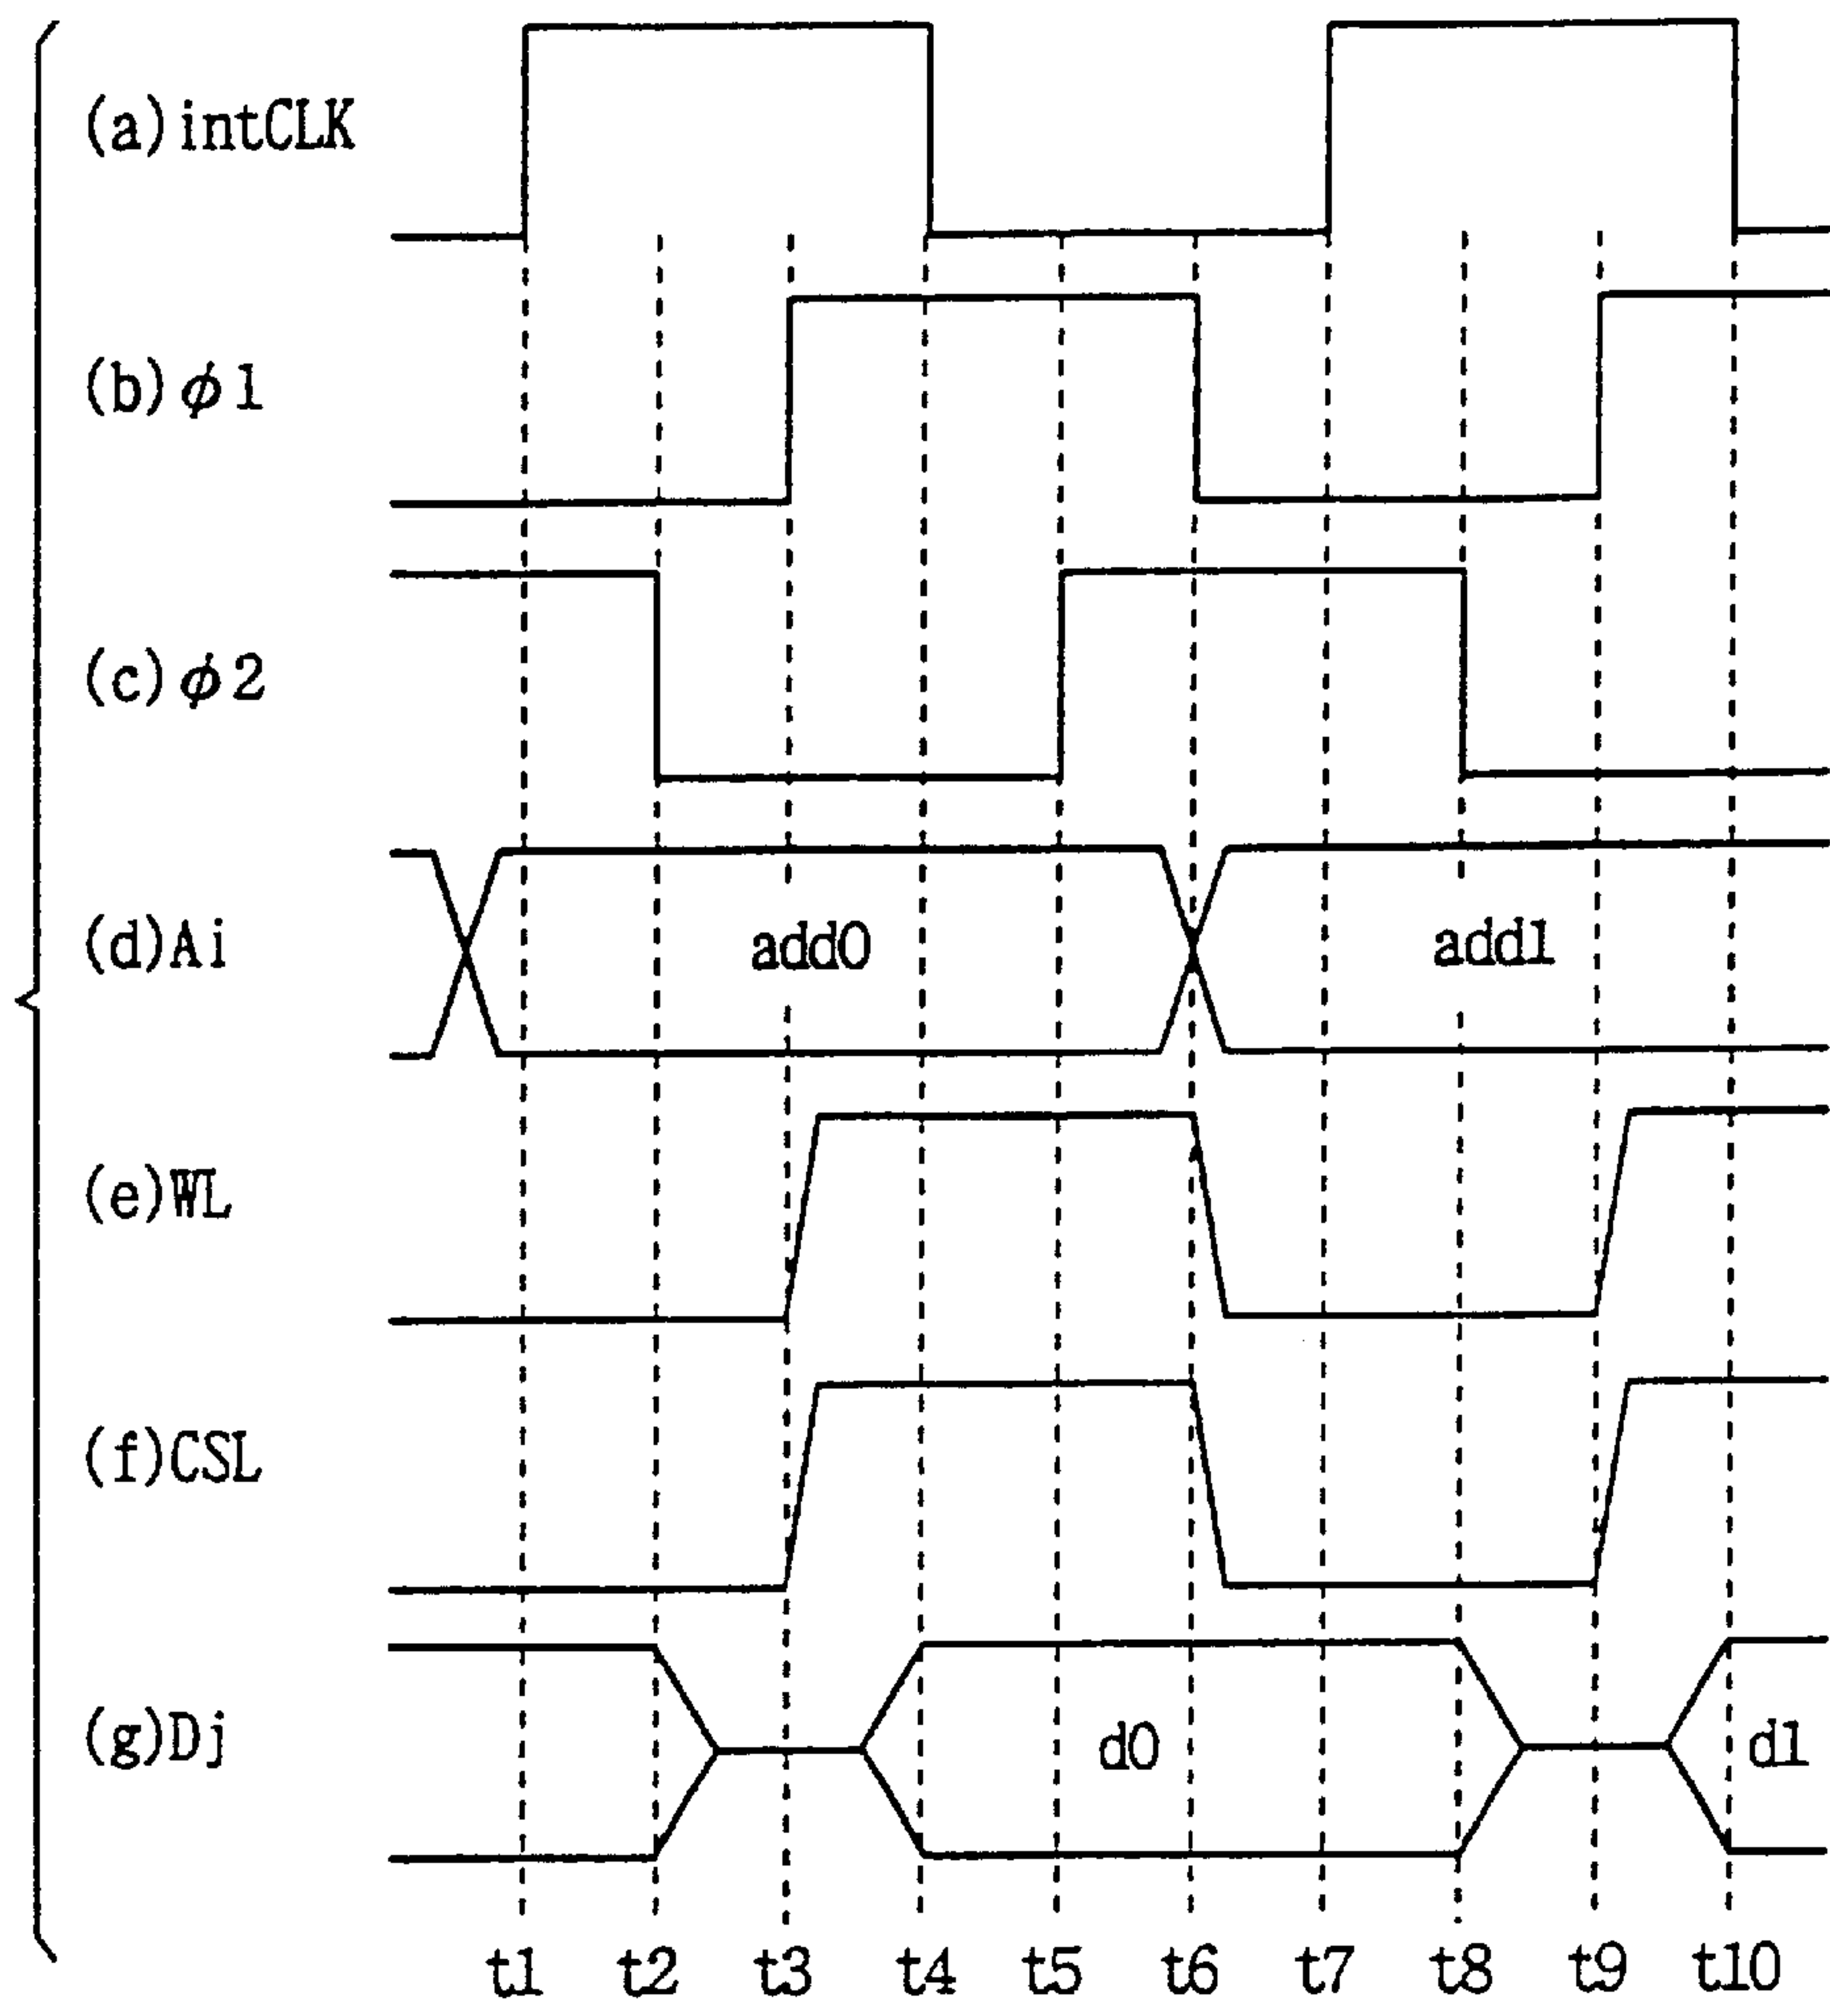 (a)intCLK
(b)ϕ1
(c)ϕ2
(d)Ai
add0
add1
(e)WL
(f)CSL
(g)Dj
d0
d1
t1 t2 t3 t4 t5 t6 t7 t8 t9 t10